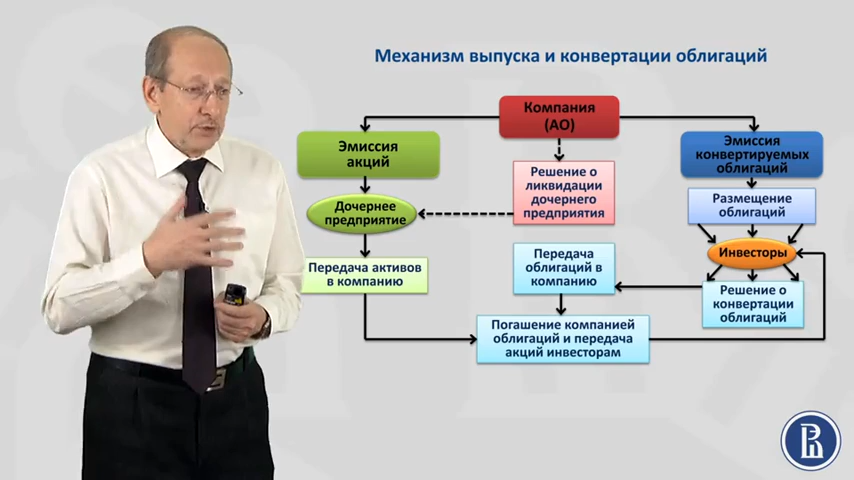 Механизм выпуска и конвертации облигаций
Компания
(АО)
Эмиссия
акций
Эмиссия
конвертируемых
облигаций
Решение о
ликвидации
дочернего
предприятия
Размещение
облигаций
Дочернее
предприятие
Инвесторы
Передача активов
в компанию
Передача
облигаций в
компанию
Решение о
конвертации
облигаций
Погашение компанией
облигаций и передача
акций инвесторам